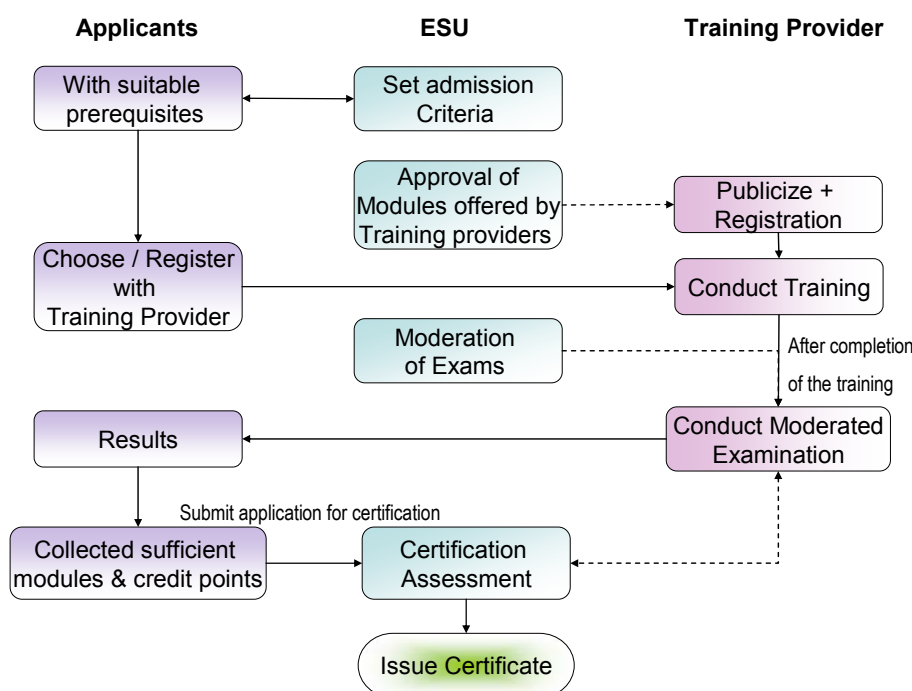 Applicants
ESU
Training Provider
With suitable
prerequisites
Set admission
Criteria
Approval of
Modules offered by
Training providers
Publicize +
Registration
Choose / Register
with
Training Provider
Conduct Training
Moderation
of Exams
After completion
of the training
Results
Conduct Moderated
Examination
Submit application for certification
Collected sufficient
modules & credit points
Certification
Assessment
Issue Certificate